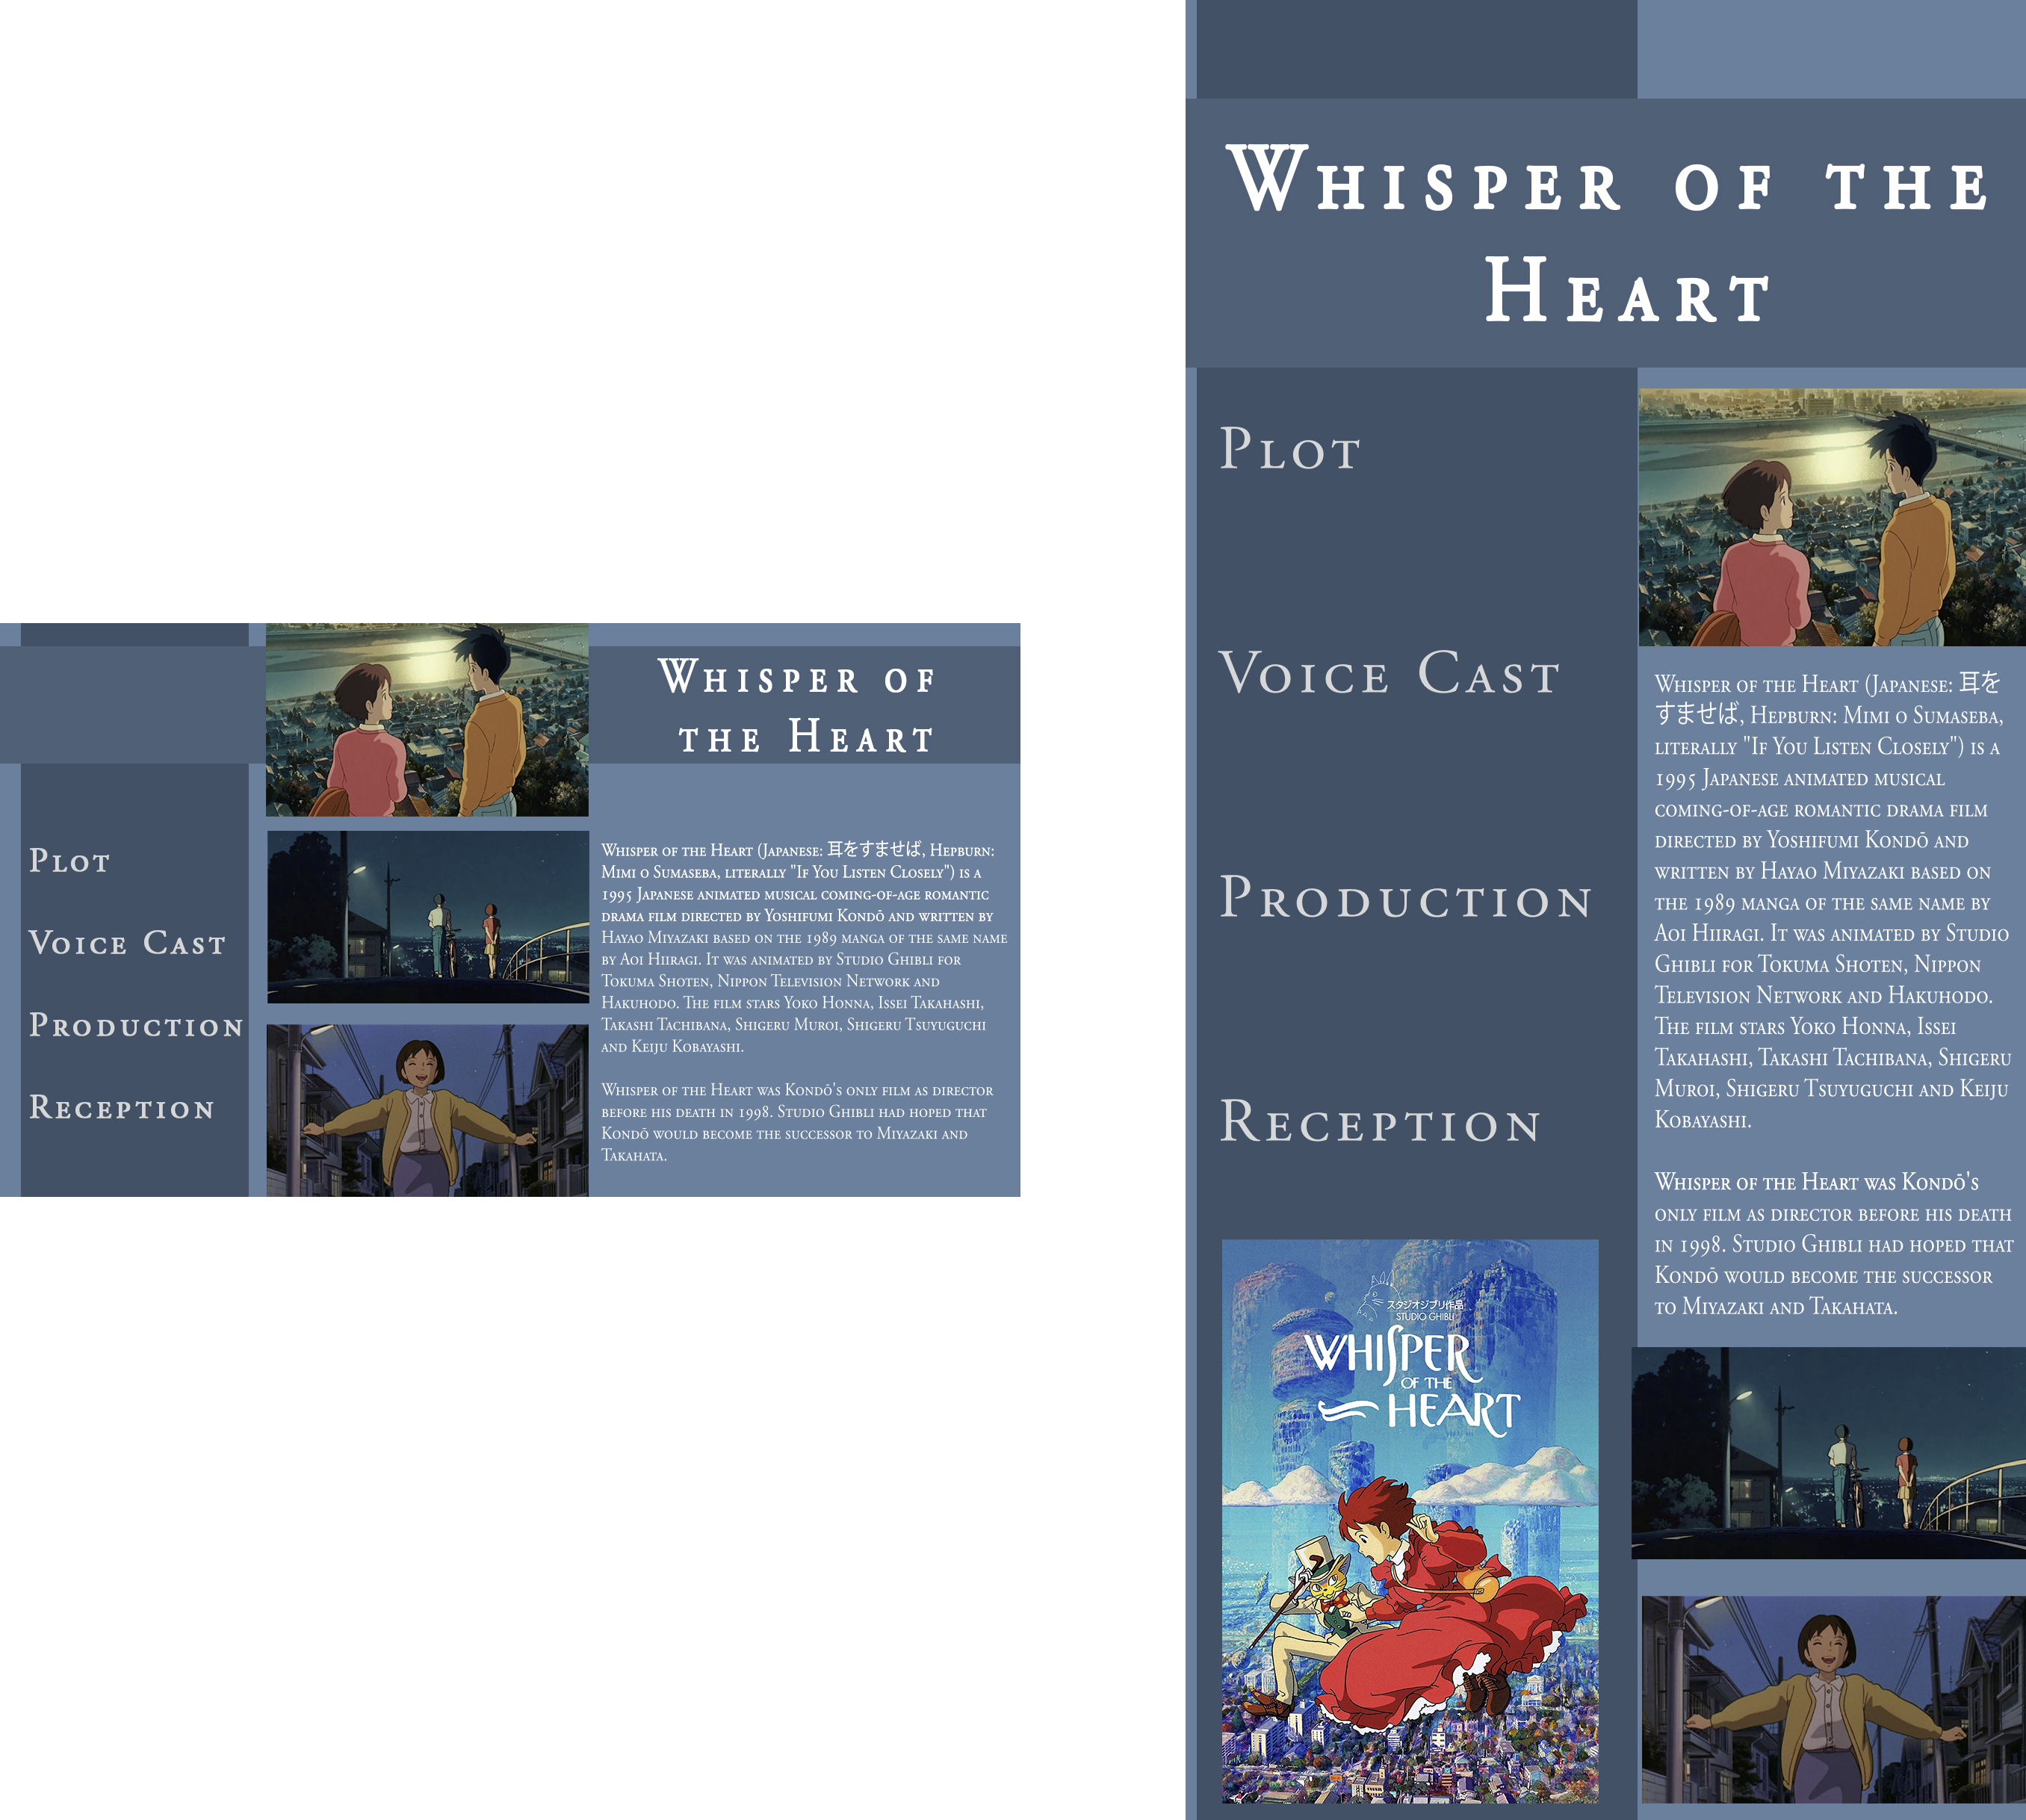 Whisper of
the Heart
Plot
Voice Cast
Production
Reception
Whisper of the Heart (Japanese: 耳をすませば, Hepburn:
Mimi o Sumaseba, literally "If You Listen Closely") is a
1995 Japanese animated musical coming-of-age romantic
drama film directed by Yoshifumi Kondō and written by
Hayao Miyazaki based on the 1989 manga of the same name
by Aoi Hiiragi. It was animated by Studio Ghibli for
Tokuma Shoten, Nippon Television Network and
Hakuhodo. The film stars Yoko Honna, Issei Takahashi,
Takashi Tachibana, Shigeru Muroi, Shigeru Tsuyuguchi
and Keiju Kobayashi.
Whisper of the Heart was Kondō's only film as director
before his death in 1998. Studio Ghibli had hoped that
Kondō would become the successor to Miyazaki and
Takahata.
Whisper of the
Heart
Plot
Voice Cast
Production
Reception
スタジオジブリ作品
STUDIO GHIBLI
WHISPER
OF THE
HEART
Whisper of the Heart (Japanese: 耳を
すませば, Hepburn: Mimi o Sumaseba,
literally "If You Listen Closely") is a
1995 Japanese animated musical
coming-of-age romantic drama film
directed by Yoshifumi Kondō and
written by Hayao Miyazaki based on
the 1989 manga of the same name by
Aoi Hiiragi. It was animated by Studio
Ghibli for Tokuma Shoten, Nippon
Television Network and Hakuhodo.
The film stars Yoko Honna, Issei
Takahashi, Takashi Tachibana, Shigeru
Muroi, Shigeru Tsuyuguchi and Keiju
Kobayashi.
Whisper of the Heart was Kondō's
only film as director before his death
in 1998. Studio Ghibli had hoped that
Kondō would become the successor
to Miyazaki and Takahata.